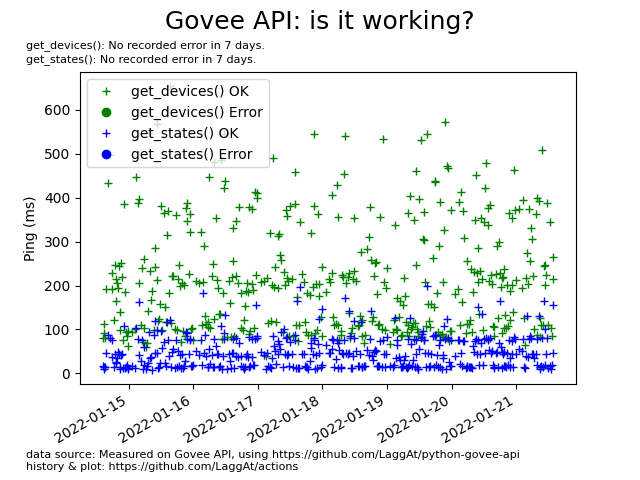 Govee API: is it working?
get_devices(): No recorded error in 7 days.
get_states(): No recorded error in 7 days.
get_devices() OK
get_devices() Error
get_states() OK
get_states() Error
Ping (ms)
600
500
400
300
200
100
0
2022-01-15
2022-01-16
2022-01-17
2022-01-18
2022-01-19
2022-01-20
2022-01-21
data source: Measured on Govee API, using https://github.com/LaggAt/python-govee-api
history & plot: https://github.com/LaggAt/actions